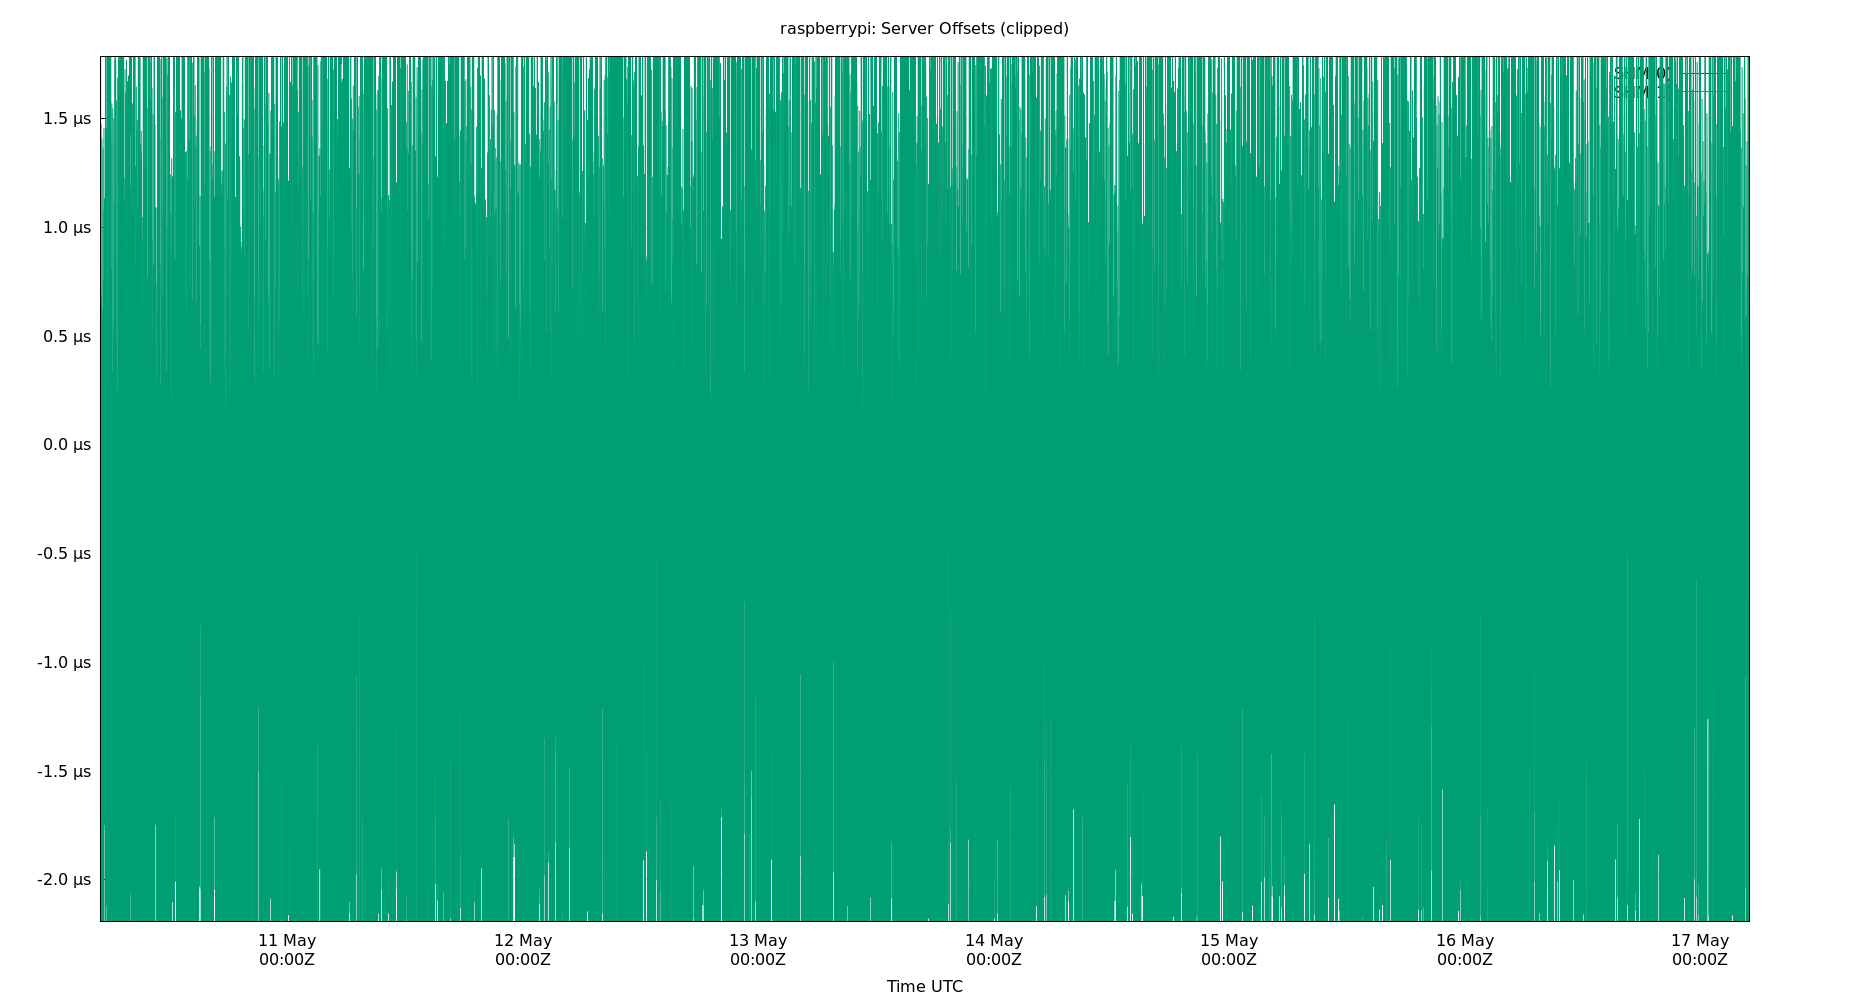 raspberrypi: Server Offsets (clipped)
SHM(0)
1.5 µs
1.0 µs
0.5 µs
0.0 µs
-0.5 µs
-1.0 µs
-1.5 µs
-2.0 µs
11 May
00:00Z
12 May
00:00Z
13 May
00:00Z
14 May
00:00Z
15 May
00:00Z
16 May
00:00Z
17 May
00:00Z
Time UTC